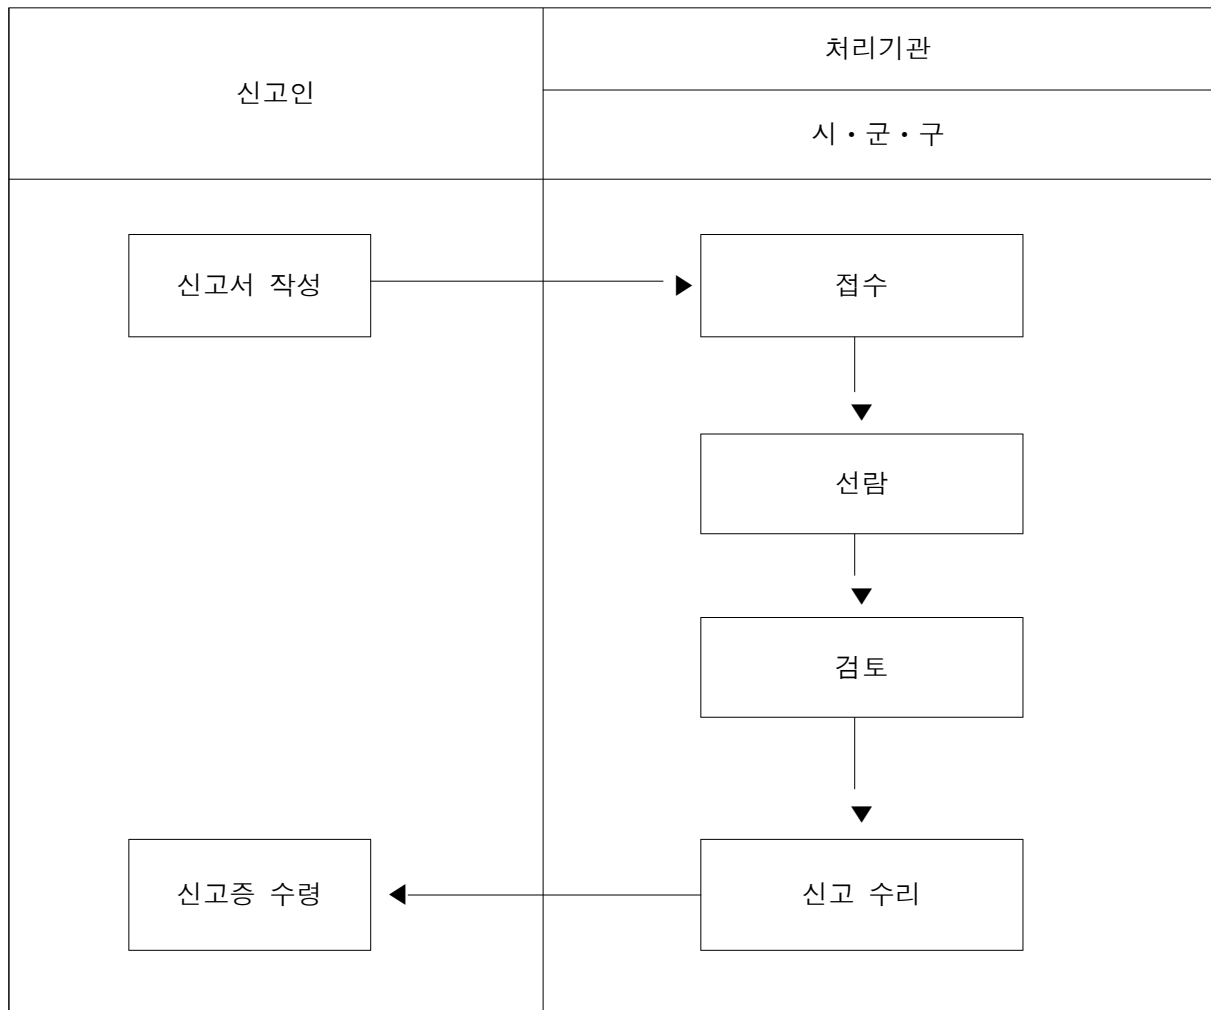 신고인
처리기관
시・군・구
신고서 작성
접수
선람
검토
신고 수리
신고증 수령